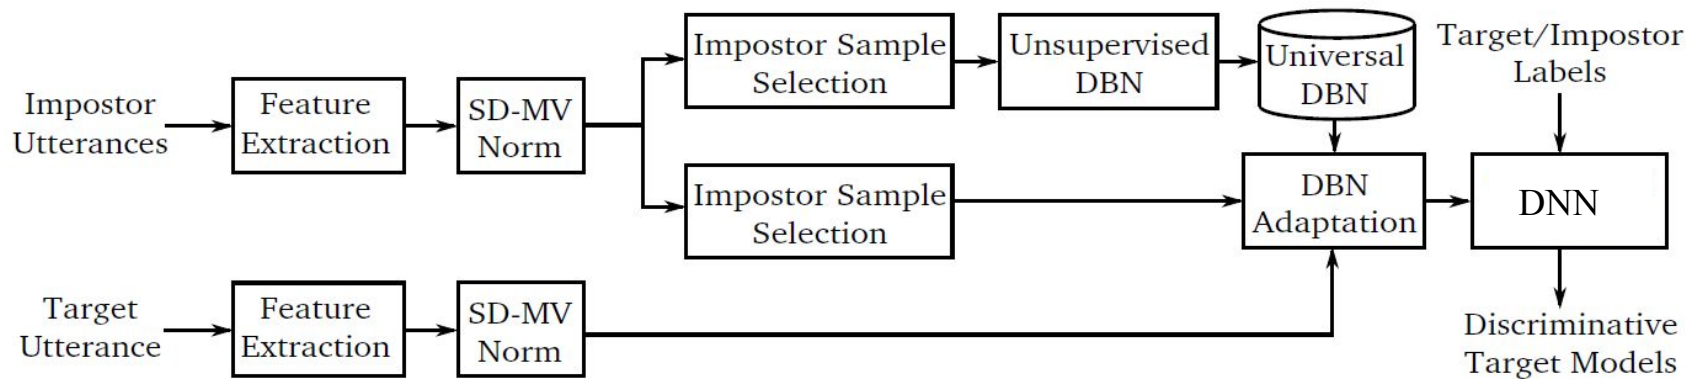 Impostor
Utterances
Feature
Extraction
SD-MV
Norm
Impostor Sample
Selection
Unsupervised
DBN
Universal
DBN
Target/Impostor
Labels
Impostor Sample
Selection
DBN
Adaptation
DNN
Target
Utterance
Feature
Extraction
SD-MV
Norm
Discriminative
Target Models